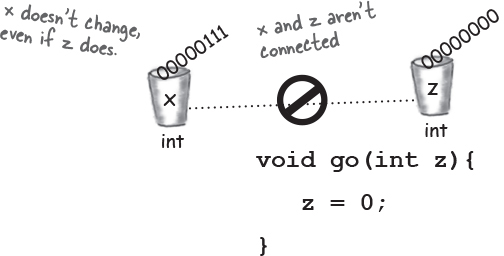 x doesn't change,
even if z does.
x and z aren't
connected
00000111
00000000
x
z
int
int
void go(int z){
z = 0;
}